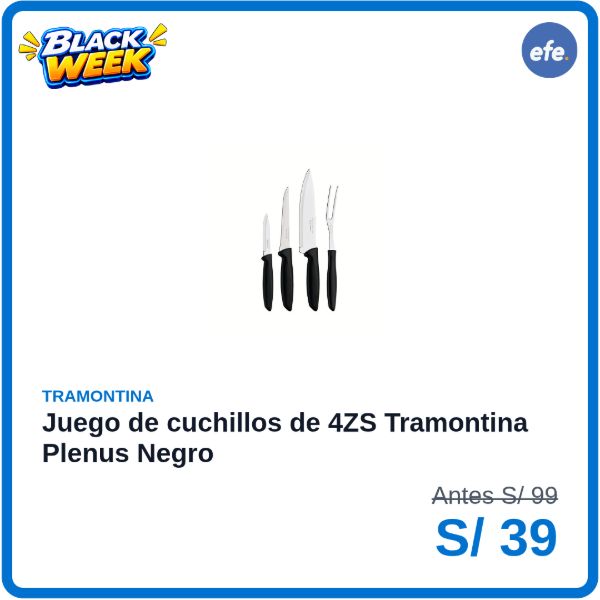 BLACK
WEEK
efe.
TRAMONTINA
Juego de cuchillos de 4ZS Tramontina
Plenus Negro
Antes S/ 99
S/ 39